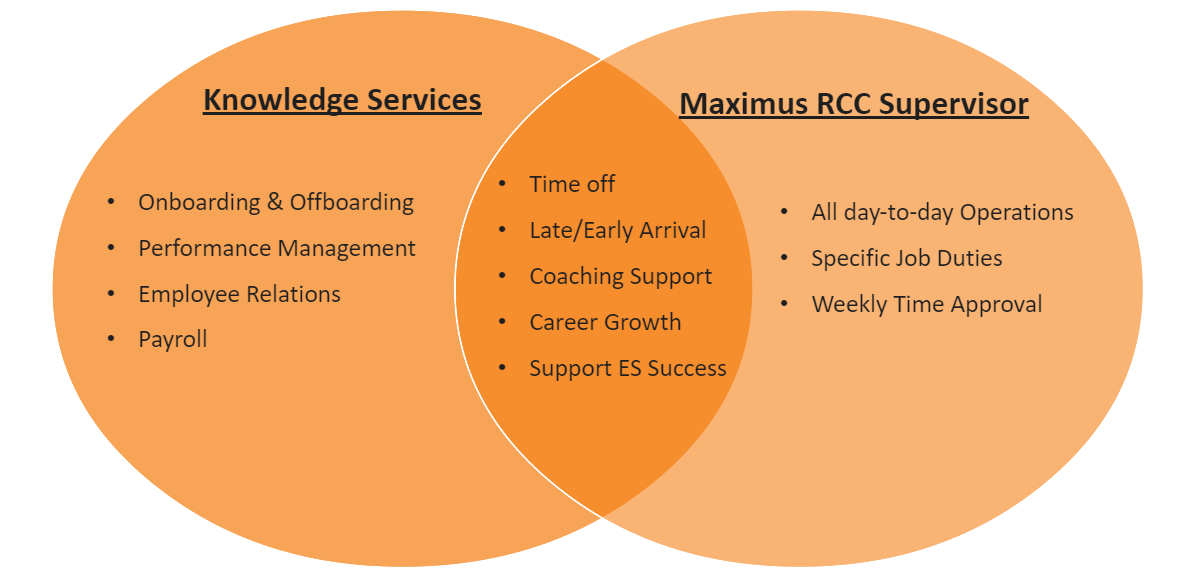 Knowledge Services
• Onboarding & Offboarding
• Performance Management
• Employee Relations
• Payroll
• Time off
• Late/Early Arrival
• Coaching Support
• Career Growth
• Support ES Success
Maximus RCC Supervisor
• All day-to-day Operations
• Specific Job Duties
• Weekly Time Approval